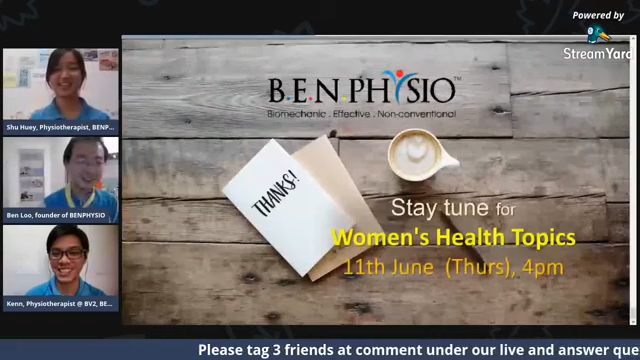 Powered by
StreamYard
Shu Huey, Physiotherapist, BENP...
Ben Loo, founder of BENPHYSIO
Kenn, Physiotherapist @ BV2, BE...
B.E.N.PHYSIO™
Biomechanic . Effective . Non-conventional
THANKS!
Stay tune for
Women's Health Topics
11th June (Thurs), 4pm
Please tag 3 friends at comment under our live and answer que